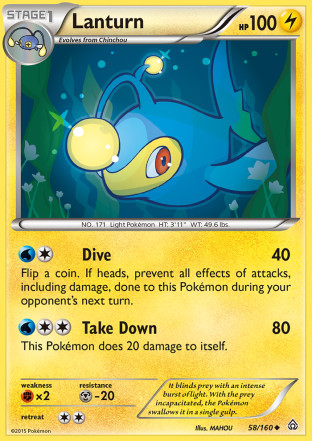 STAGE1 Lanturn HP100
Evolves from Chinchou
NO. 171 Light Pokémon. HT: 3'11" WT: 49.6 lbs.
Dive 40
Flip a coin. If heads, prevent all effects of attacks,
including damage, done to this Pokémon during your
opponent's next turn.
Take Down 80
This Pokémon does 20 damage to itself.
weakness resistance
×2 -20
retreat
It blinds prey with an intense
burst of light. With the prey
incapacitated, the Pokémon
swallows it in a single gulp.
©2015 Pokémon Illus. MAHOU 58/160